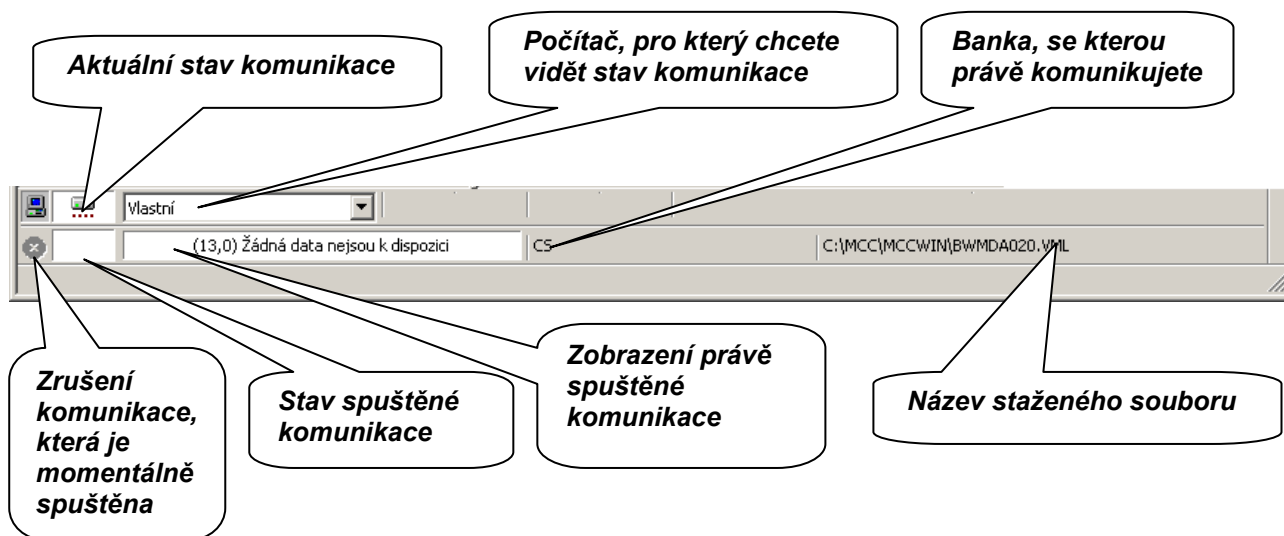 Aktuální stav komunikace
Počítač, pro který chcete
vidět stav komunikace
Banka, se kterou
právě komunikujete
Vlastní
(13,0) Žádná data nejsou k dispozici
CS
C:\MCC\MCCWIN\BWMDA020.VML
Zrušení
komunikace,
která je
momentálně
spuštěna
Stav spuštěné
komunikace
Zobrazení právě
spuštěné
komunikace
Název staženého souboru